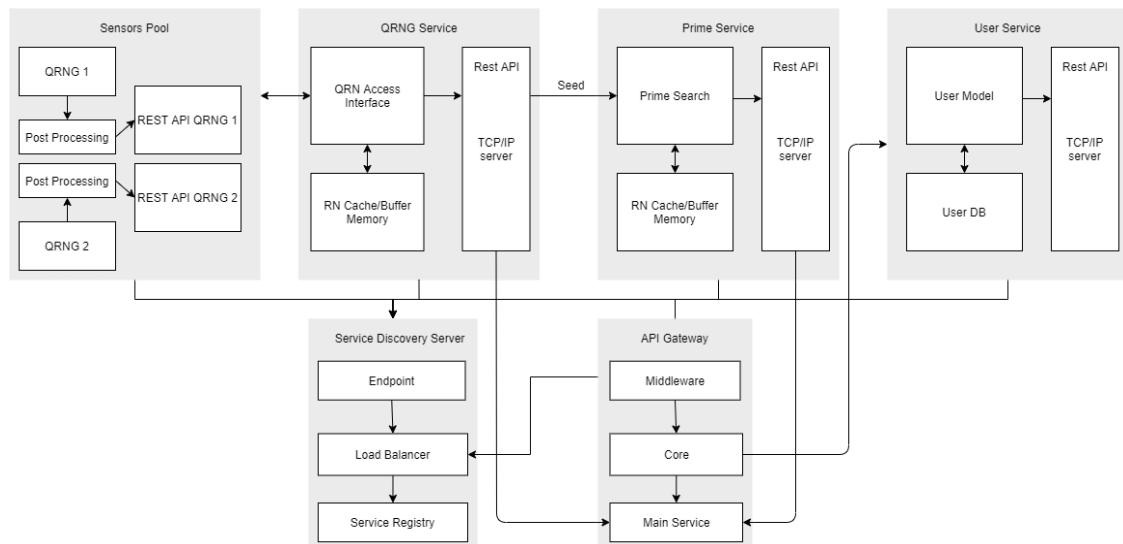 Sensors Pool
QRNG 1
Post Processing
REST API QRNG 1
Post Processing
REST API QRNG 2
QRNG 2
QRNG Service
QRN Access
Interface
RN Cache/Buffer
Memory
Rest API
TCP/IP
server
Seed
Prime Service
Prime Search
RN Cache/Buffer
Memory
Rest API
TCP/IP
server
User Service
User Model
User DB
Rest API
TCP/IP
server
Service Discovery Server
Endpoint
Load Balancer
Service Registry
API Gateway
Middleware
Core
Main Service